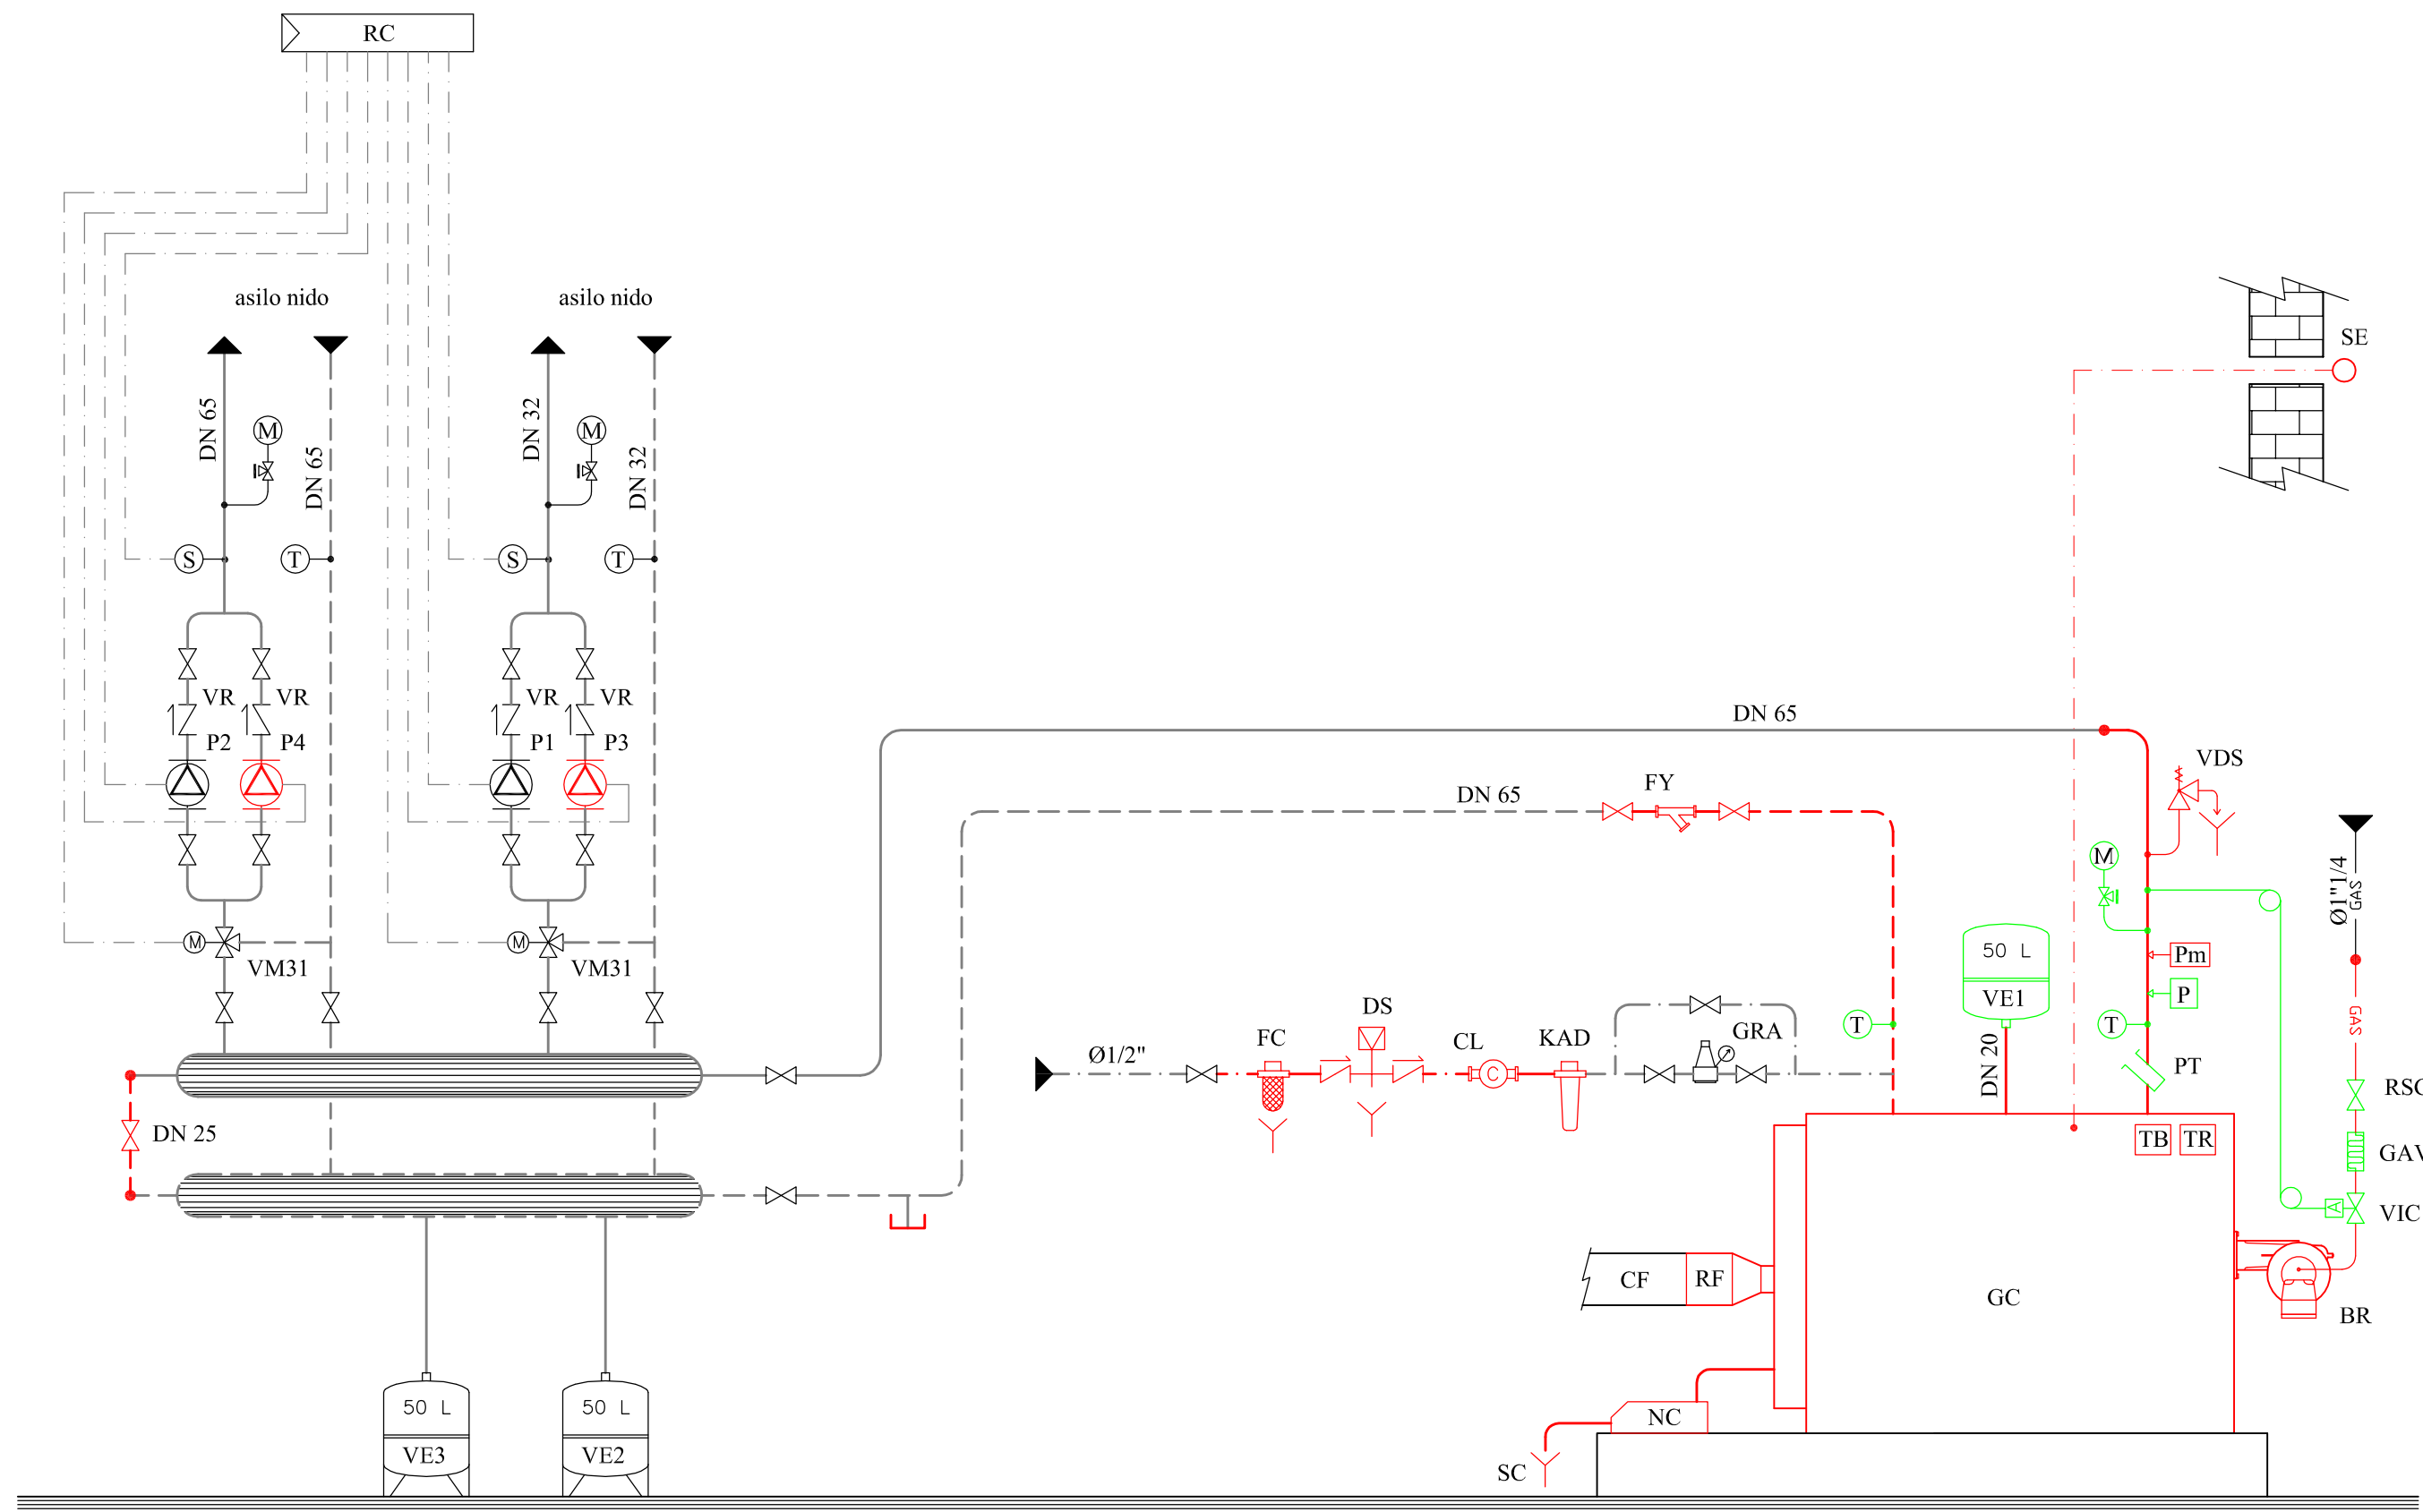 RC
asilo nido
asilo nido
SE
DN 65
M
DN 65
DN 32
M
DN 32
S
T
S
T
VR
VR
VR
VR
P2
P4
P1
P3
DN 65
VDS
FY
DN 65
M
Ø1"1/4
GAS
M
VM31
M
VM31
50 L
VE1
Pm
P
DS
FC
CL
KAD
GRA
T
T
GAS
Ø1/2"
C
DN 20
PT
RSC
DN 25
TB
TR
GAV
A
VIC
CF
RF
GC
BR
50 L
VE3
50 L
VE2
NC
SC